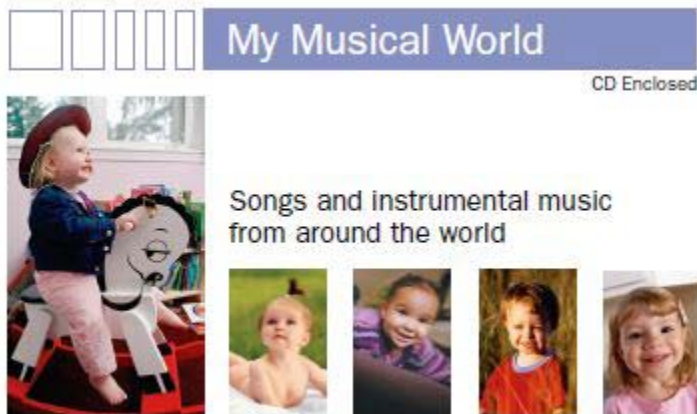 My Musical World
CD Enclosed
Songs and instrumental music
from around the world